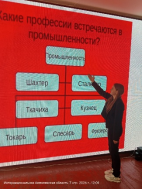 Какие профессии встречаются в
промышленности?
промышленность
Шахтер
Сталевар
Ткачиха
Кузнец
Токарь
Слесарь